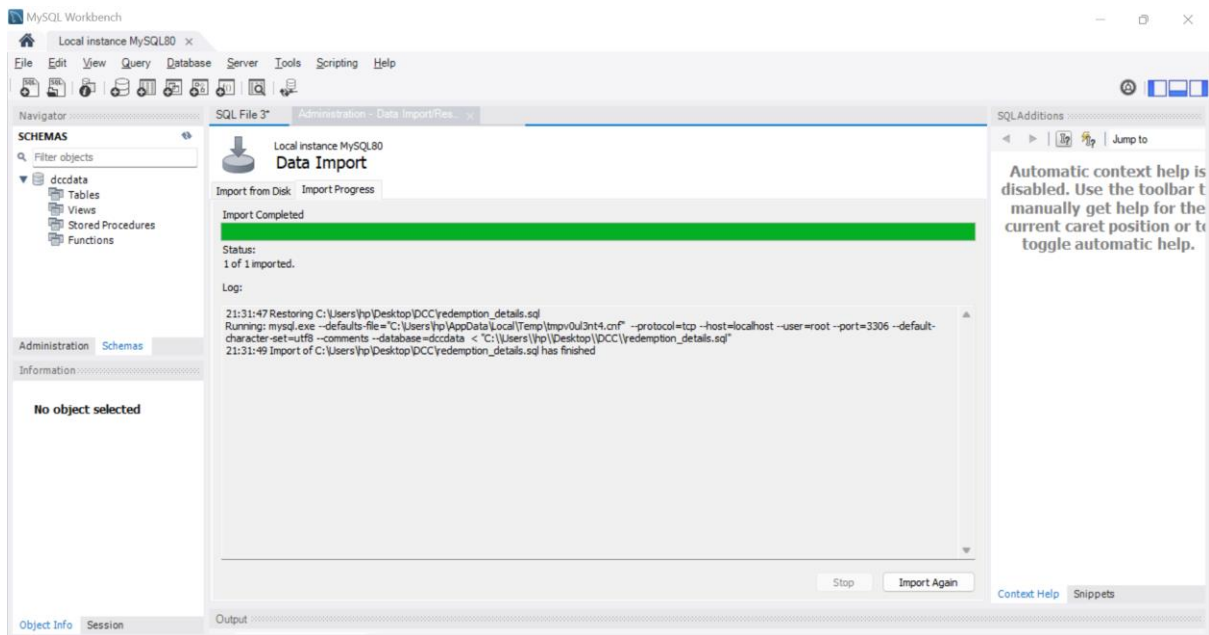 MySQL Workbench
Local instance MySQL80 ×
File Edit View Query Database Server Tools Scripting Help
Navigator
SCHEMAS
Filter objects
dccdata
Tables
Views
Stored Procedures
Functions
Administration Schemas
Information
No object selected
Object Info Session
SQL File 3* Administration - Data Import/Res... ×
Local instance MySQL80
Data Import
Import from Disk Import Progress
Import Completed
Status:
1 of 1 imported.
Log:
21:31:47 Restoring C:\Users\hp\Desktop\DCC\redemption_details.sql
Running: mysql.exe --defaults-file="C:\Users\hp\AppData\Local\Temp\tmpv0ul3nt4.cnf" --protocol=tcp --host=localhost --user=root --port=3306 --default-
character-set=utf8 --comments --database=dccdata < "C:\\Users\\hp\\Desktop\\DCC\\redemption_details.sql"
21:31:49 Import of C:\Users\hp\Desktop\DCC\redemption_details.sql has finished
Stop Import Again
Output
SQLAdditions
Jump to
Automatic context help is
disabled. Use the toolbar t
manually get help for the
current caret position or to
toggle automatic help.
Context Help Snippets